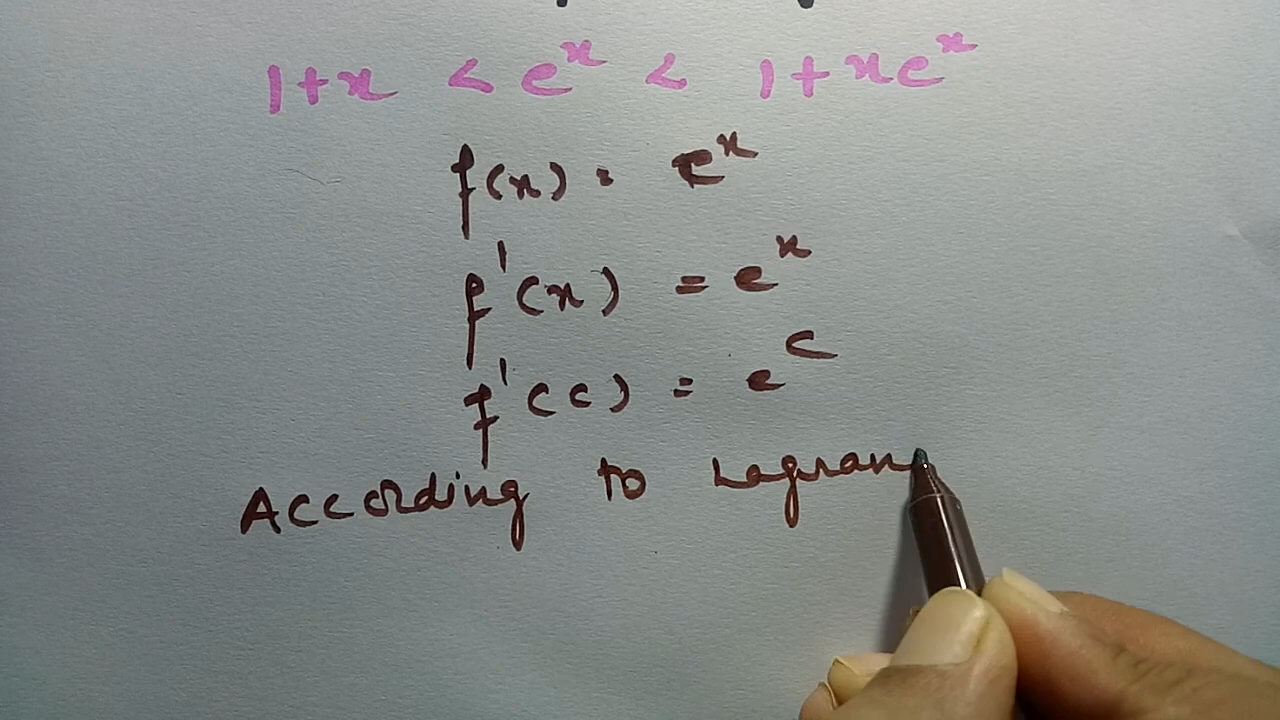 1+x < e^x < 1+xe^x
f(x) = e^x
f'(x) = e^x
f'(c) = e^c
According to Lagran